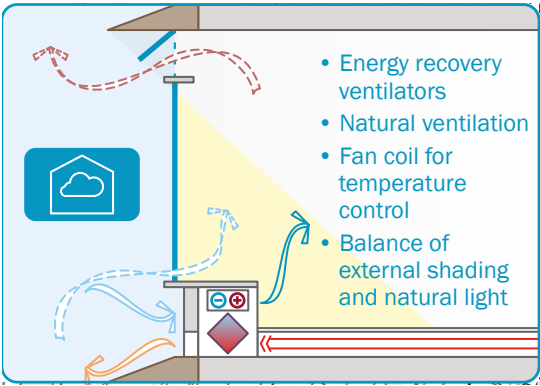 • Energy recovery
ventilators
• Natural ventilation
• Fan coil for
temperature
control
• Balance of
external shading
and natural light